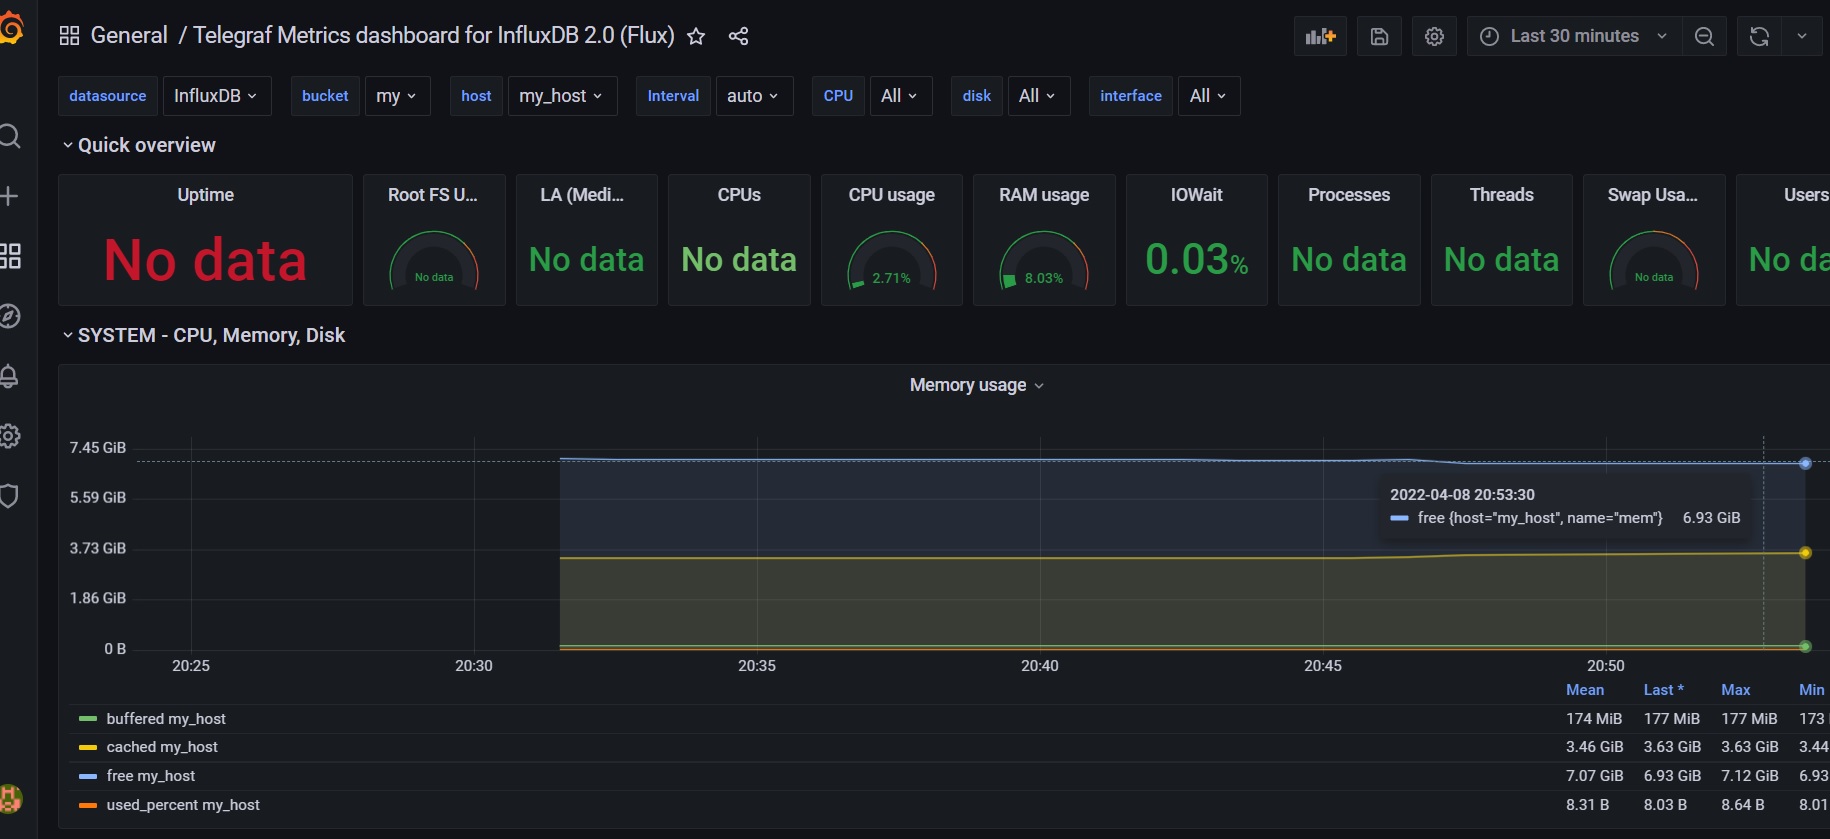 General / Telegraf Metrics dashboard for InfluxDB 2.0 (Flux)
Last 30 minutes
datasource InfluxDB bucket my host my_host Interval auto CPU All disk All interface All
Quick overview
Uptime Root FS U... LA (Medi... CPUs CPU usage RAM usage IOWait Processes Threads Swap Usa... Users
No data No data No data No data 2.71% 8.03% 0.03% No data No data No data No da
SYSTEM - CPU, Memory, Disk
Memory usage
7.45 GiB
5.59 GiB
3.73 GiB
1.86 GiB
0 B
2022-04-08 20:53:30
free {host="my_host", name="mem"} 6.93 GiB
20:25 20:30 20:35 20:40 20:45 20:50
Mean Last * Max Min
buffered my_host 174 MiB 177 MiB 177 MiB 173
cached my_host 3.46 GiB 3.63 GiB 3.63 GiB 3.44
free my_host 7.07 GiB 6.93 GiB 7.12 GiB 6.93
used_percent my_host 8.31 B 8.03 B 8.64 B 8.01